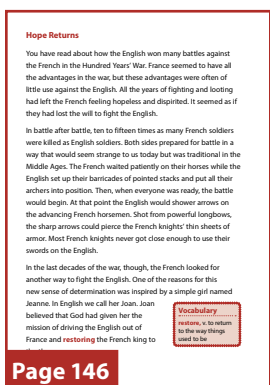 Hope Returns
You have read about how the English won many battles against
the French in the Hundred Years' War. France seemed to have all
the advantages in the war, but these advantages were often of
little use against the English. All the years of fighting and looting
had left the French feeling hopeless and dispirited. It seemed as if
they had lost the will to fight the English.
In battle after battle, ten to fifteen times as many French soldiers
were killed as English soldiers. Both sides prepared for battle in a
way that would seem strange to us today but was traditional in the
Middle Ages. The French waited patiently on their horses while the
English set up their barricades of pointed stacks and put all their
archers into position. Then, when everyone was ready, the battle
would begin. At that point the English would shower arrows on
the advancing French horsemen. Shot from powerful longbows,
the sharp arrows could pierce the French knights' thin sheets of
armor. Most French knights never got close enough to use their
swords on the English.
In the last decades of the war, though, the French looked for
another way to fight the English. One of the reasons for this
new sense of determination was inspired by a simple girl named
Jeanne. In English we call her Joan. Joan
believed that God had given her the
mission of driving the English out of
France and restoring the French king to
Vocabulary
restore, v. to return
to the way things
used to be
Page 146